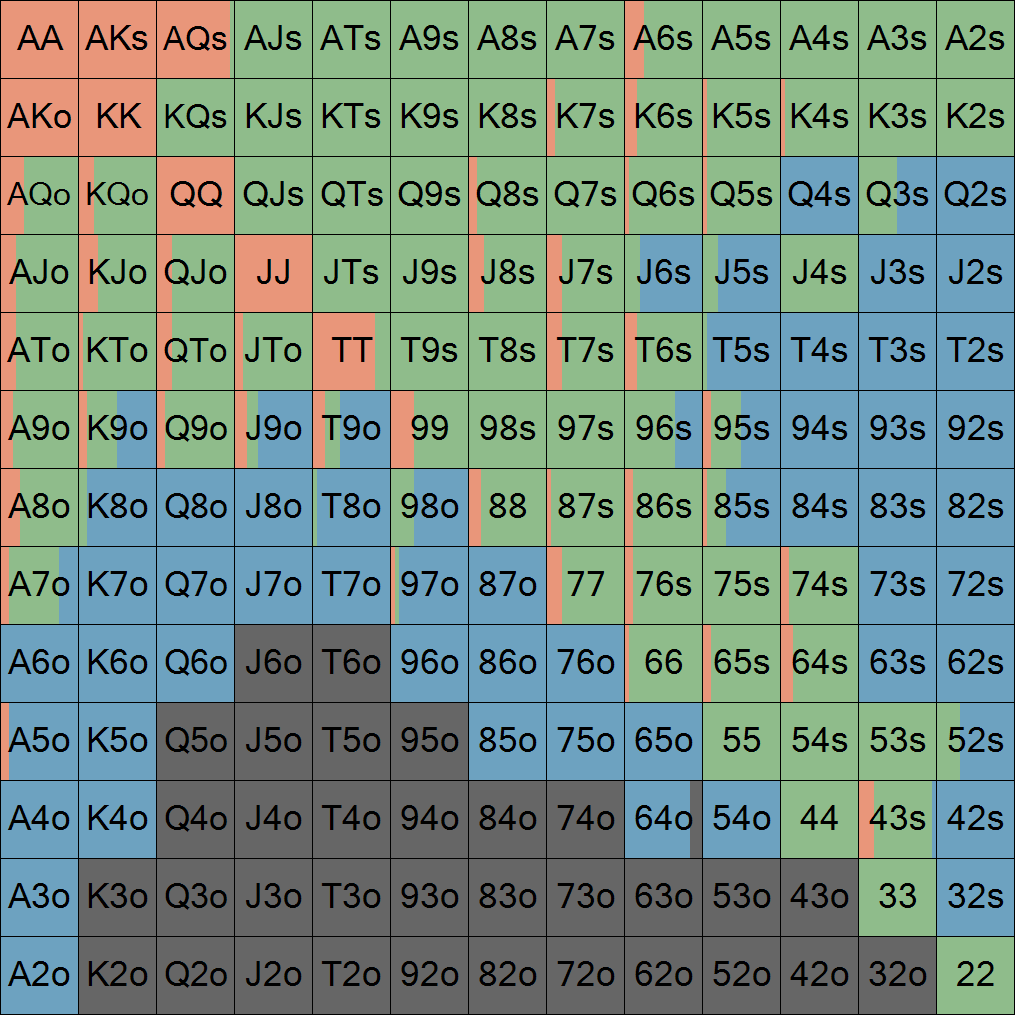 AA AKs AQs AJs ATs A9s A8s A7s A6s A5s A4s A3s A2s
AKo KK KQs KJs KTs K9s K8s K7s K6s K5s K4s K3s K2s
AQo KQo QQ QJs QTs Q9s Q8s Q7s Q6s Q5s Q4s Q3s Q2s
AJo KJo QJo JJ JTs J9s J8s J7s J6s J5s J4s J3s J2s
ATo KTo QTo JTo TT T9s T8s T7s T6s T5s T4s T3s T2s
A9o K9o Q9o J9o T9o 99 98s 97s 96s 95s 94s 93s 92s
A8o K8o Q8o J8o T8o 98o 88 87s 86s 85s 84s 83s 82s
A7o K7o Q7o J7o T7o 97o 87o 77 76s 75s 74s 73s 72s
A6o K6o Q6o J6o T6o 96o 86o 76o 66 65s 64s 63s 62s
A5o K5o Q5o J5o T5o 95o 85o 75o 65o 55 54s 53s 52s
A4o K4o Q4o J4o T4o 94o 84o 74o 64o 54o 44 43s 42s
A3o K3o Q3o J3o T3o 93o 83o 73o 63o 53o 43o 33 32s
A2o K2o Q2o J2o T2o 92o 82o 72o 62o 52o 42o 32o 22